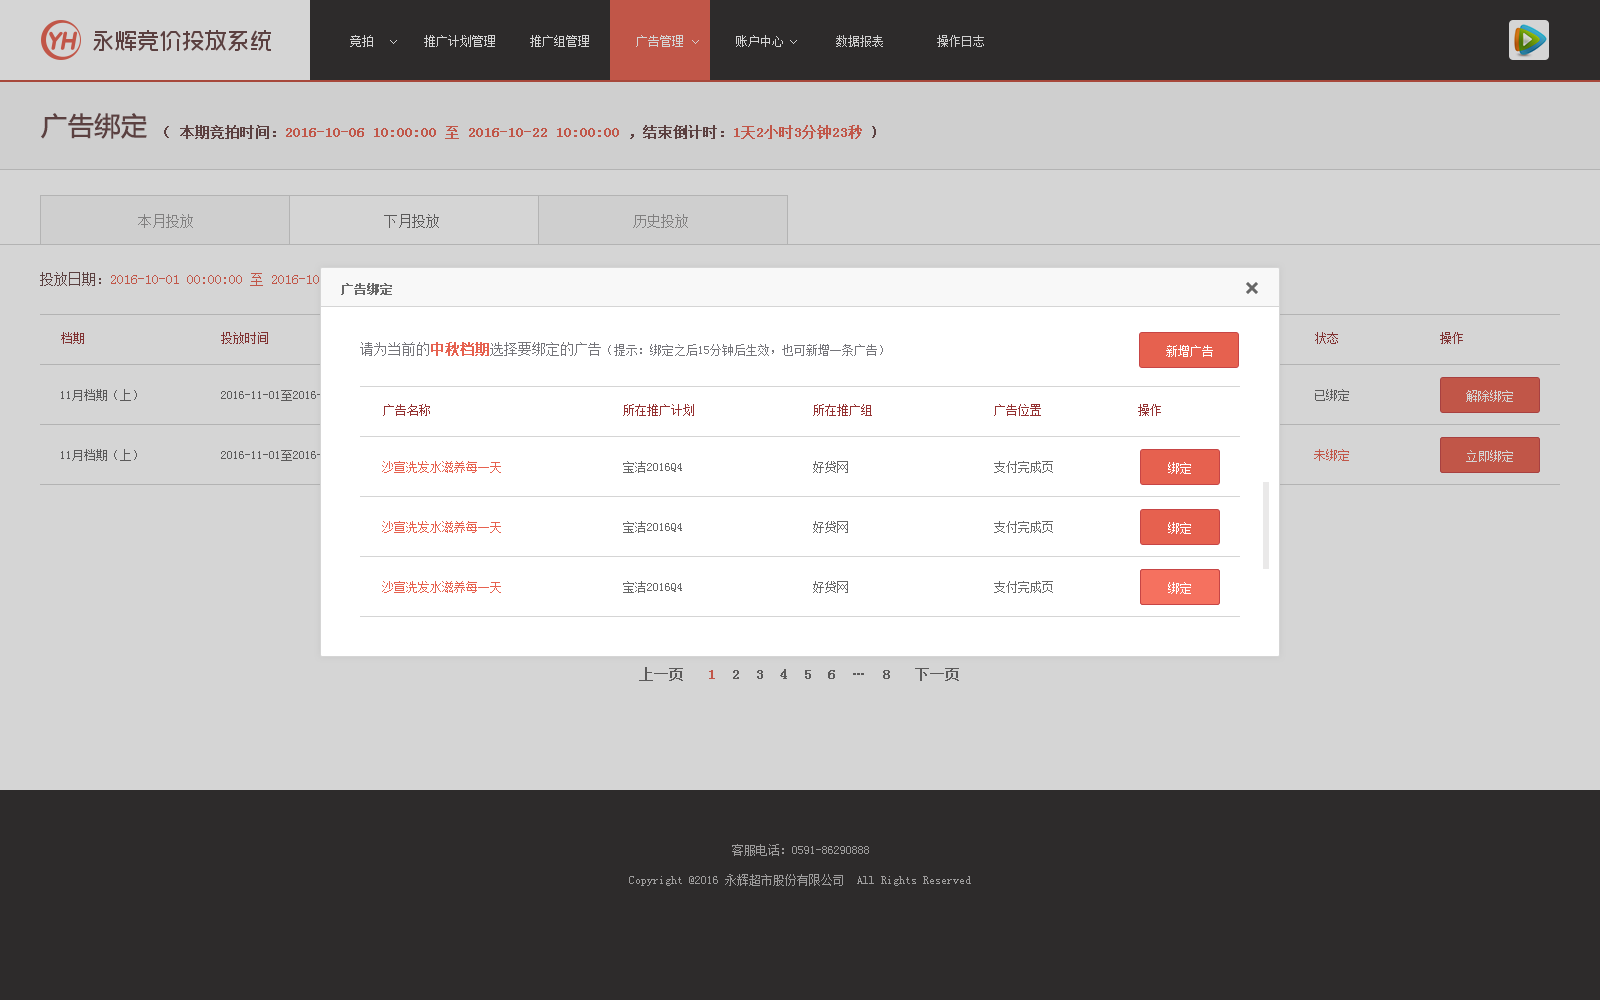 YH 永辉竞价投放系统 竞拍 推广计划管理 推广组管理 广告管理 账户中心 数据报表 操作日志
广告绑定 （ 本期竞拍时间：2016-10-06 10:00:00 至 2016-10-22 10:00:00 ，结束倒计时：1天2小时3分钟23秒 ）
本月投放 下月投放 历史投放
投放日期：2016-10-01 00:00:00 至 2016-10
档期 投放时间 状态 操作
11月档期（上） 2016-11-01至2016- 已绑定 解除绑定
11月档期（上） 2016-11-01至2016- 未绑定 立即绑定
广告绑定
请为当前的中秋档期选择要绑定的广告（提示：绑定之后15分钟后生效，也可新增一条广告） 新增广告
广告名称 所在推广计划 所在推广组 广告位置 操作
沙宣洗发水滋养每一天 宝洁2016Q4 好贷网 支付完成页 绑定
沙宣洗发水滋养每一天 宝洁2016Q4 好贷网 支付完成页 绑定
沙宣洗发水滋养每一天 宝洁2016Q4 好贷网 支付完成页 绑定
上一页 1 2 3 4 5 6 … 8 下一页
客服电话：0591-86290888
Copyright @2016 永辉超市股份有限公司 All Rights Reserved